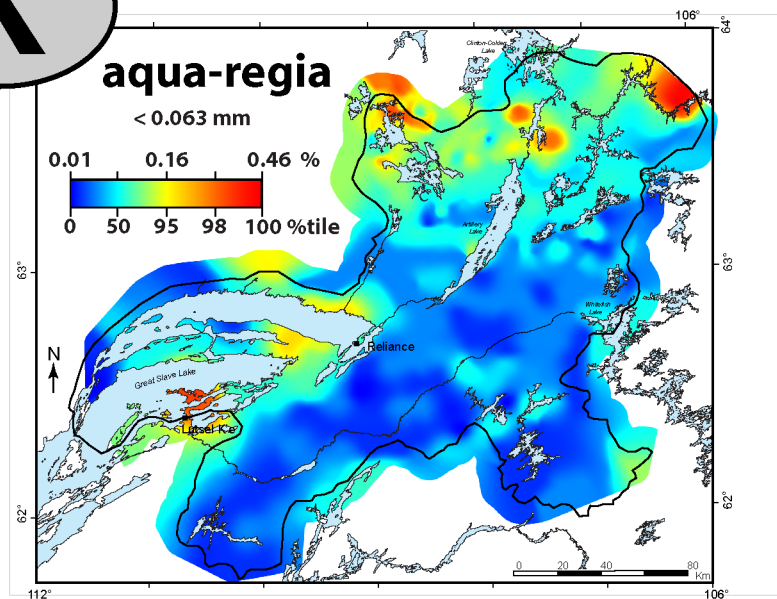 K
106°
64°
Clinton-Colden
Lake
aqua-regia
< 0.063 mm
0.01 0.16 0.46 %
0 50 95 98 100 %tile
Artillery
Lake
63°
63°
Whitefish
Lake
Reliance
N
Great Slave Lake
Lutsel K'e
62°
62°
0 20 40 80
Km
112°
106°